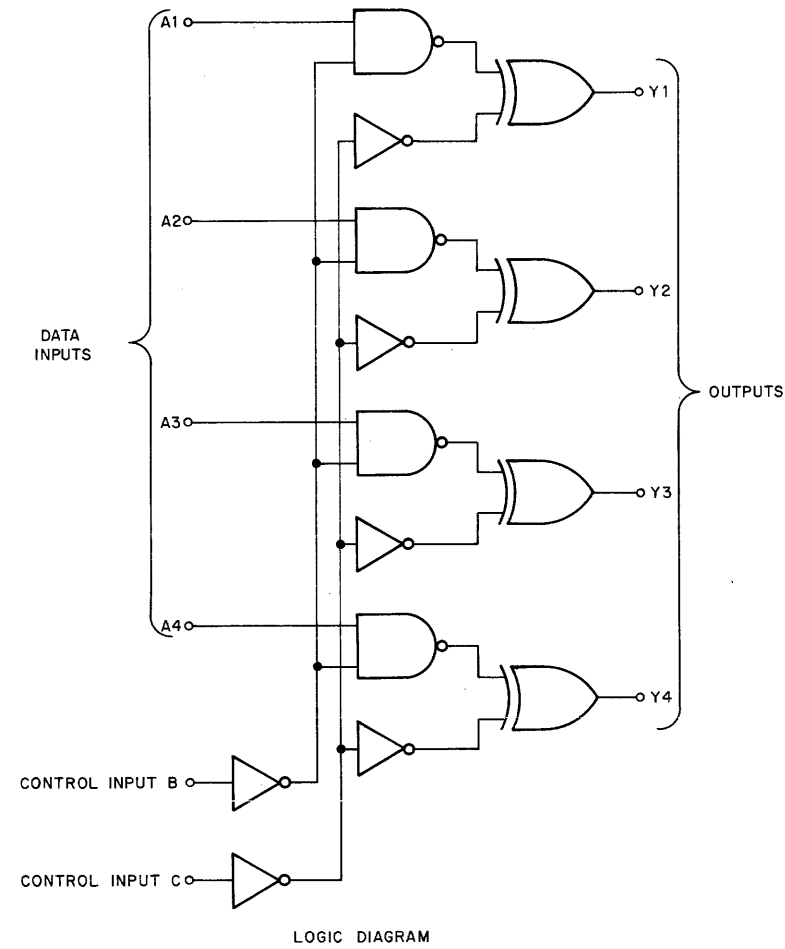 A1
Y1
A2
Y2
DATA
INPUTS
OUTPUTS
A3
Y3
A4
Y4
CONTROL INPUT B
CONTROL INPUT C
LOGIC DIAGRAM